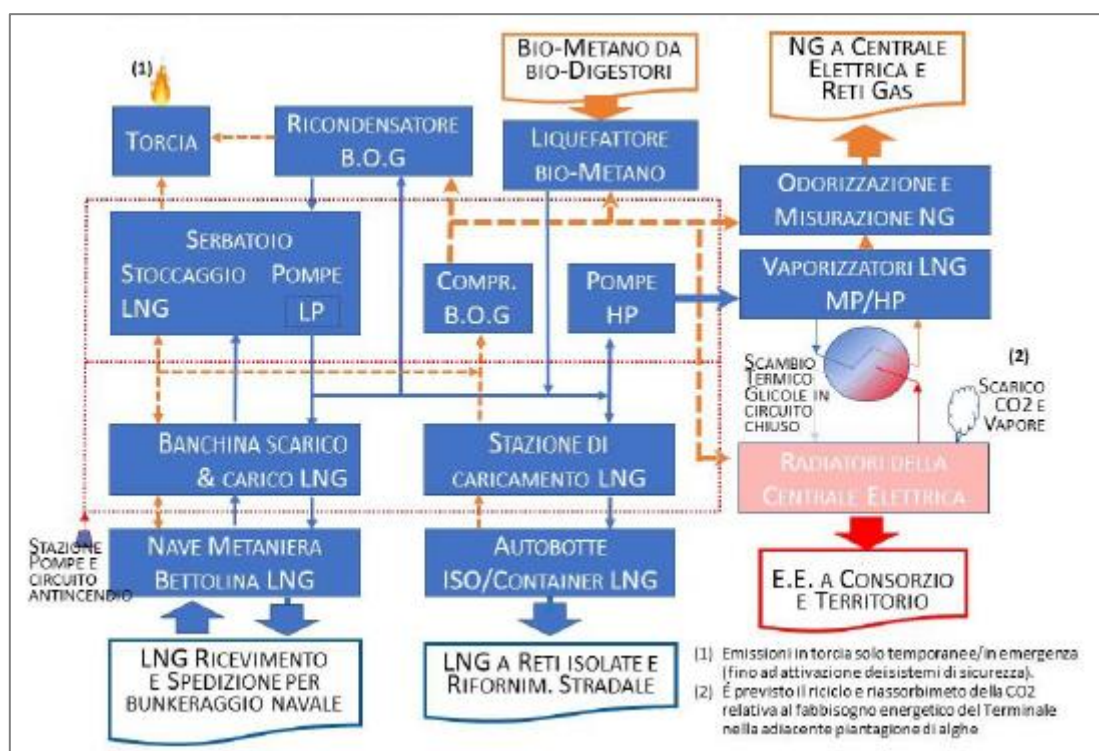 BIO-METANO DA
BIO-DIGESTORI
NG A CENTRALE
ELETTRICA E
RETI GAS
(1)
TORCIA
RICONDENSATORE
B.O.G
LIQUEFATTORE
BIO-METANO
ODORIZZAZIONE E
MISURAZIONE NG
SERBATOIO
STOCCAGGIO POMPE
LNG
LP
COMPR.
B.O.G
POMPE
HP
VAPORIZZATORI LNG
MP/HP
SCAMBIO
TERMICO
GLICOLE IN
CIRCUITO
CHIUSO
(2)
SCARICO
CO2 E
VAPORE
BANCHINA SCARICO
& CARICO LNG
STAZIONE DI
CARICAMENTO LNG
RADIATORI DELLA
CENTRALE ELETTRICA
STAZIONE
POMPE E
CIRCUITO
ANTINCENDIO
NAVE METANIERA
BETTOLINA LNG
AUTOBOTTE
ISO/CONTAINER LNG
E.E. A CONSORZIO
E TERRITORIO
LNG RICEVIMENTO
E SPEDIZIONE PER
BUNKERAGGIO NAVALE
LNG A RETI ISOLATE E
RIFORNIM. STRADALE
(1) Emissioni in torcia solo temporanee/in emergenza
(fino ad attivazione dei sistemi di sicurezza).
(2) É previsto il riciclo e riassorbimeto della CO2
relativa al fabbisogno energetico del Terminale
nella adiacente piantagione di alghe